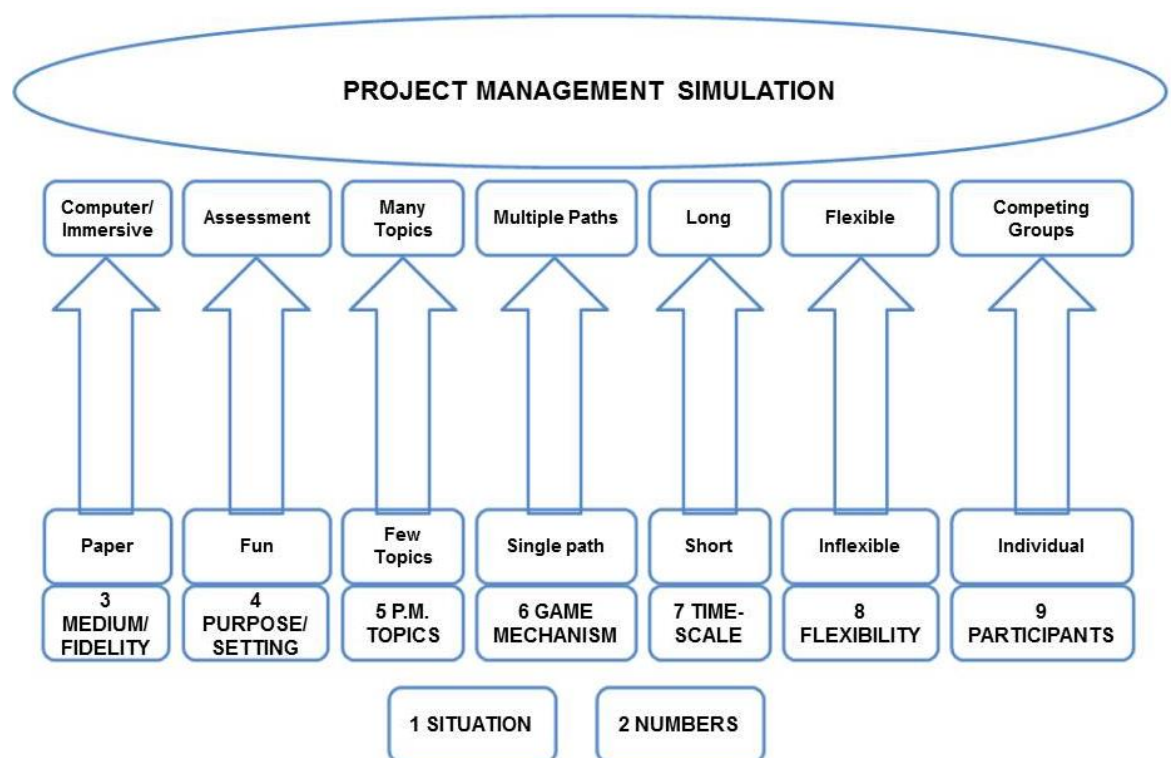 PROJECT MANAGEMENT SIMULATION
Computer/
Immersive
Assessment
Many
Topics
Multiple Paths
Long
Flexible
Competing
Groups
Paper
Fun
Few
Topics
Single path
Short
Inflexible
Individual
3
MEDIUM/
FIDELITY
4
PURPOSE/
SETTING
5 P.M.
TOPICS
6 GAME
MECHANISM
7 TIME-
SCALE
8
FLEXIBILITY
9
PARTICIPANTS
1 SITUATION
2 NUMBERS